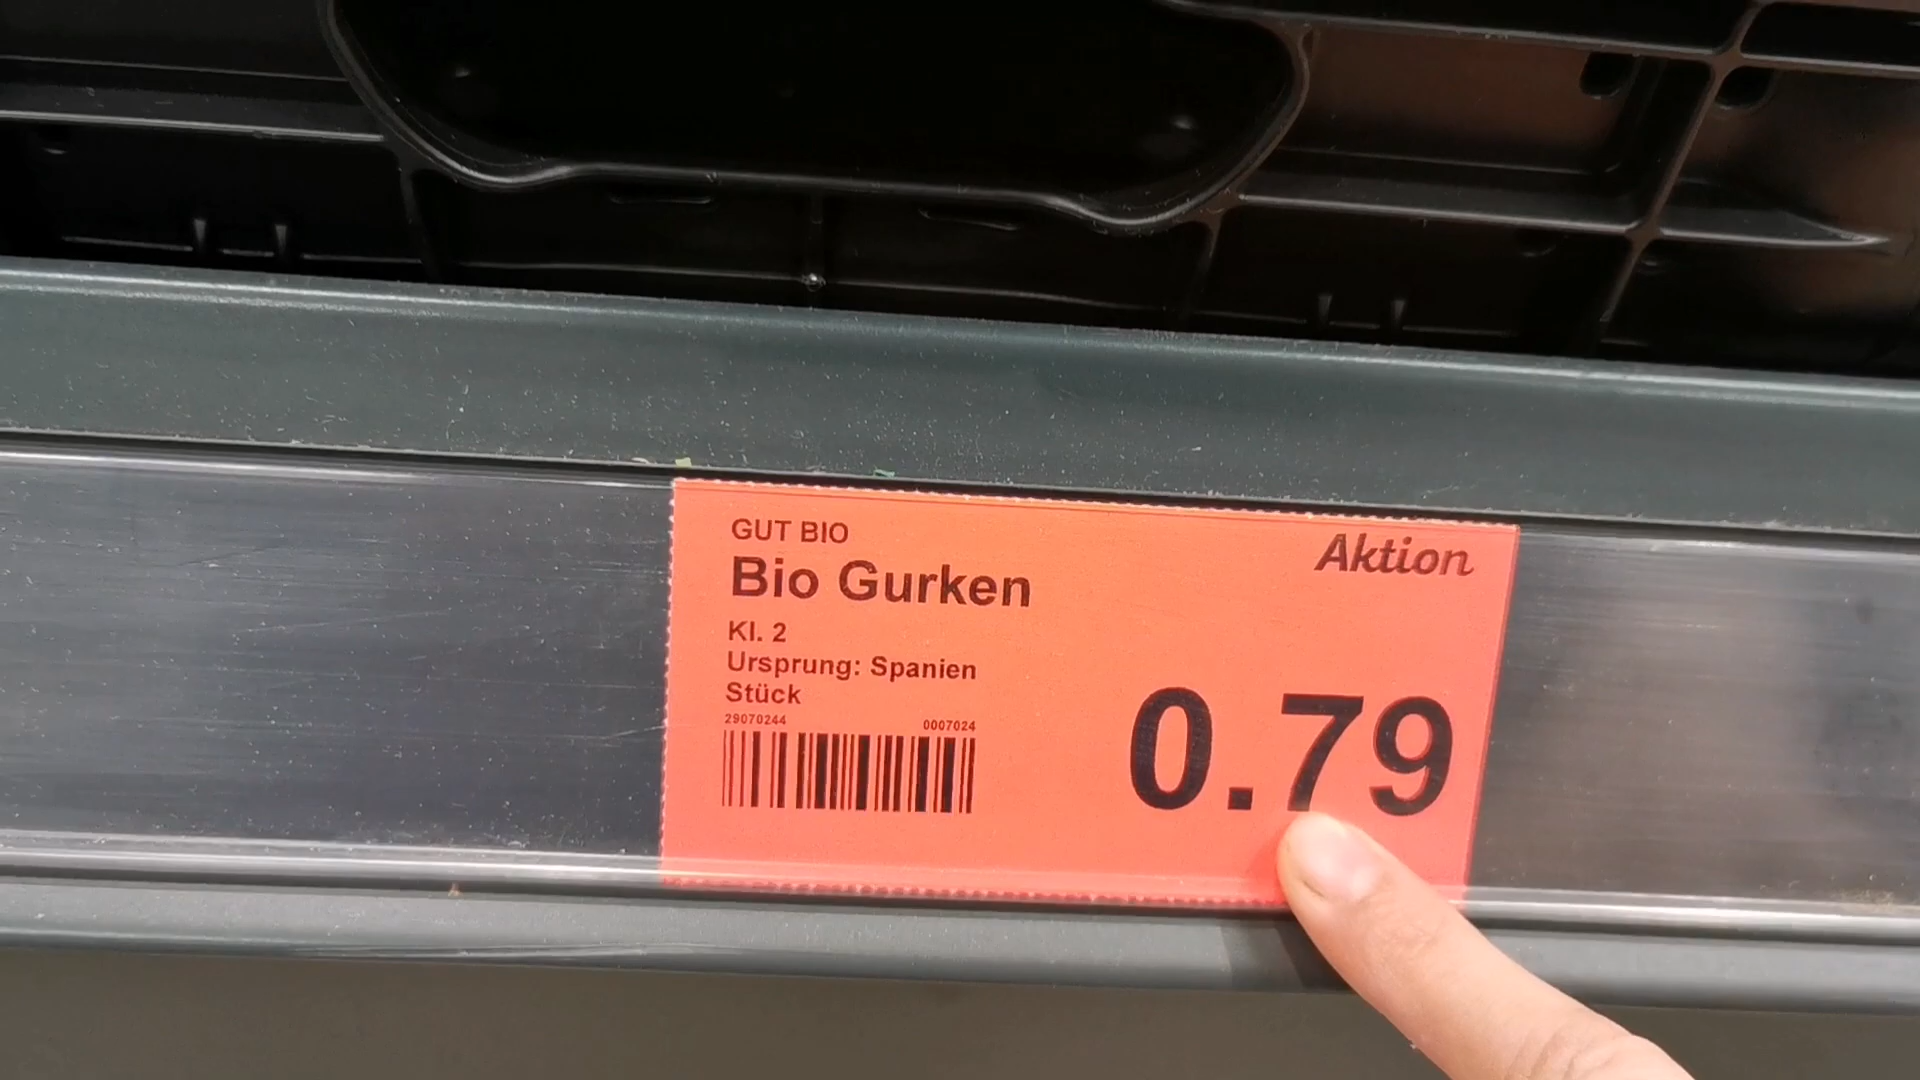 GUT BIO
Aktion
Bio Gurken
Kl. 2
Ursprung: Spanien
Stück
29070244 0007024
0.79